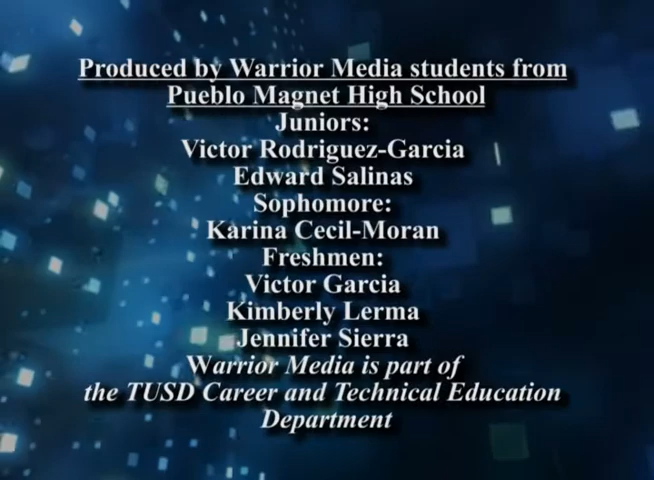 Produced by Warrior Media students from
Pueblo Magnet High School
Juniors:
Victor Rodriguez-Garcia
Edward Salinas
Sophomore:
Karina Cecil-Moran
Freshmen:
Victor Garcia
Kimberly Lerma
Jennifer Sierra
Warrior Media is part of
the TUSD Career and Technical Education
Department